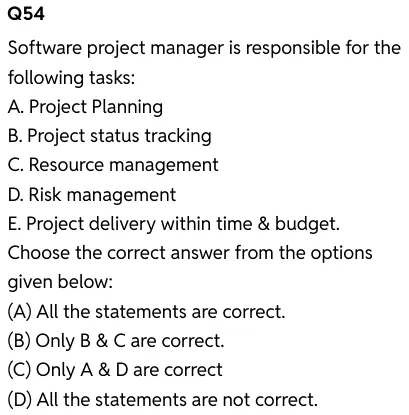 Q54
Software project manager is responsible for the
following tasks:
A. Project Planning
B. Project status tracking
C. Resource management
D. Risk management
E. Project delivery within time & budget.
Choose the correct answer from the options
given below:
(A) All the statements are correct.
(B) Only B & C are correct.
(C) Only A & D are correct
(D) All the statements are not correct.